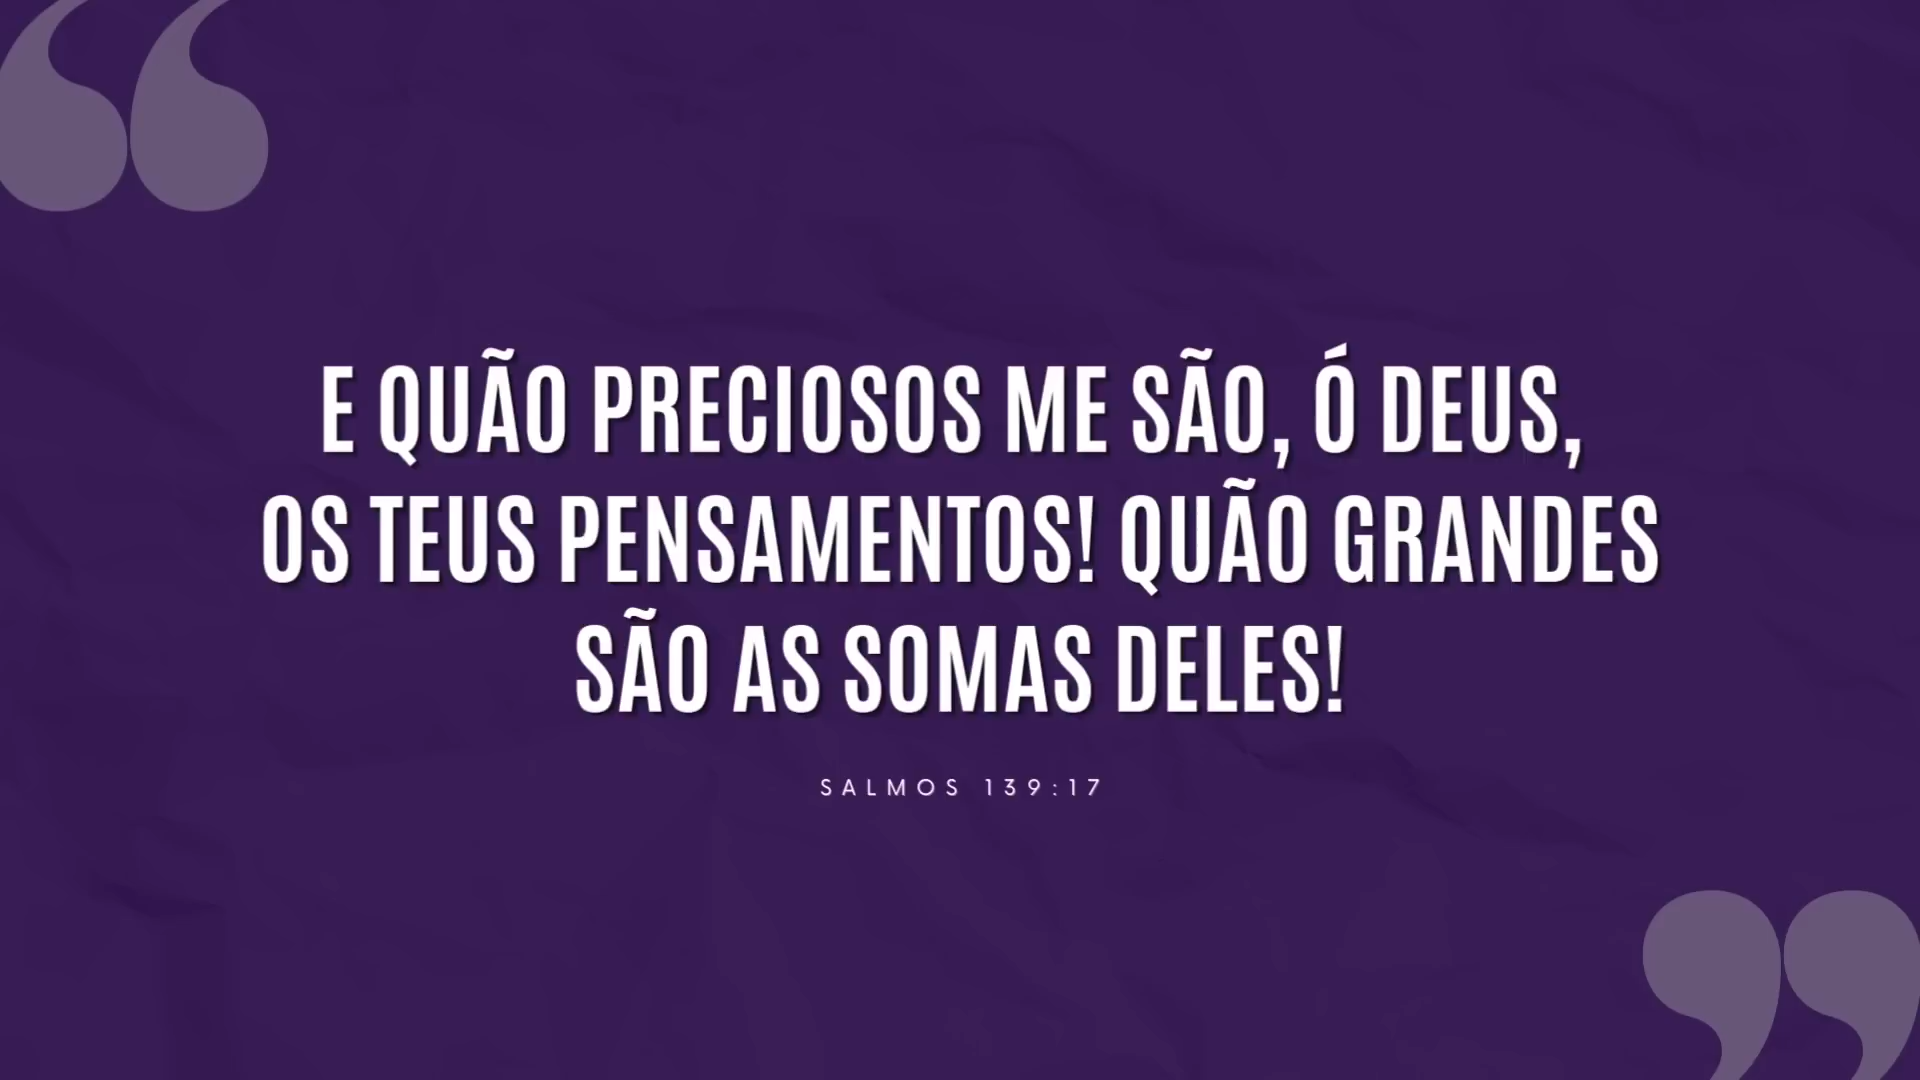 E QUÃO PRECIOSOS ME SÃO, Ó DEUS,
OS TEUS PENSAMENTOS! QUÃO GRANDES
SÃO AS SOMAS DELES!
SALMOS 139:17